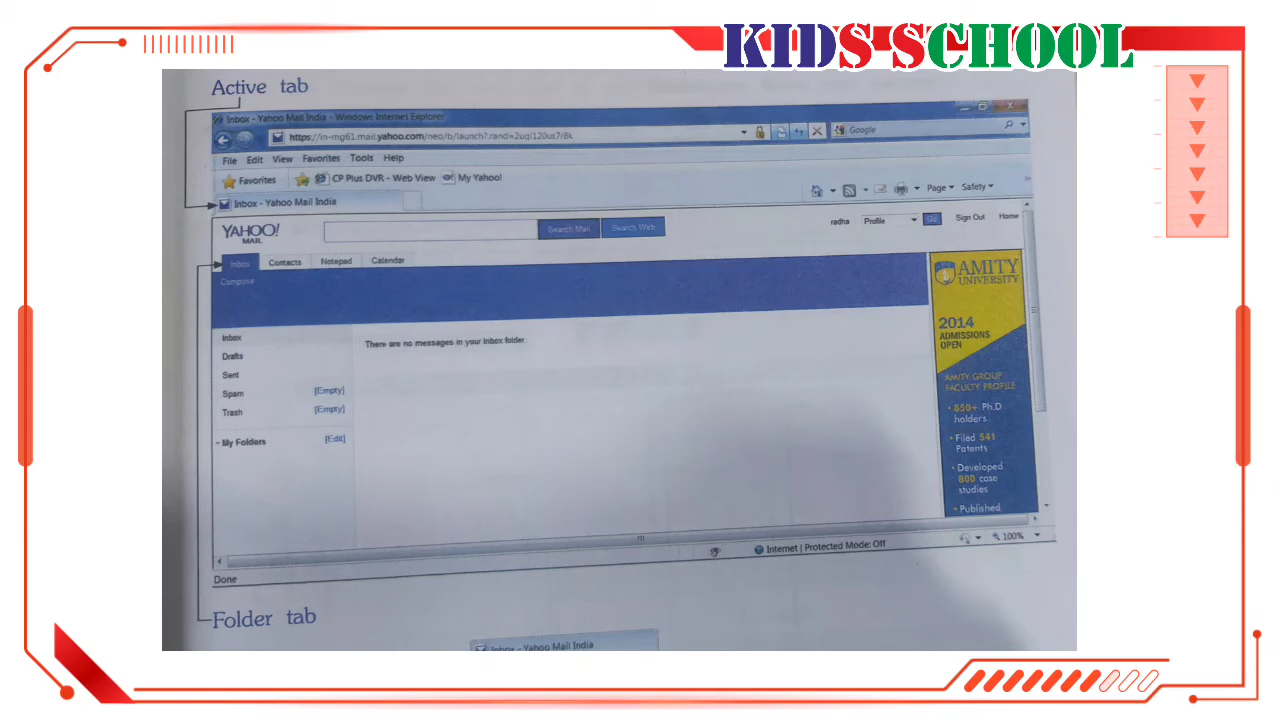 KIDS SCHOOL
Active tab
Inbox - Yahoo Mail India - Windows Internet Explorer
https://in-mg61.mail.yahoo.com/neo/b/launch?.rand= Google
File Edit View Favorites Tools Help
Favorites CP Plus DVR - Web View My Yahoo!
Inbox - Yahoo Mail India Page Safety
YAHOO! Search Mail Search Web radha Profile Go Sign Out Home
MAIL
Inbox Contacts Notepad Calendar
Compose
AMITY
UNIVERSITY
2014
ADMISSIONS
OPEN
AMITY GROUP
FACULTY PROFILE
• 850+ Ph.D
holders
• Filed 541
Patents
• Developed
800 case
studies
• Published
Inbox
There are no messages in your inbox folder.
Drafts
Sent
Spam [Empty]
Trash [Empty]
- My Folders [Edit]
Internet | Protected Mode: Off 100%
Done
Folder tab
Inbox - Yahoo Mail India